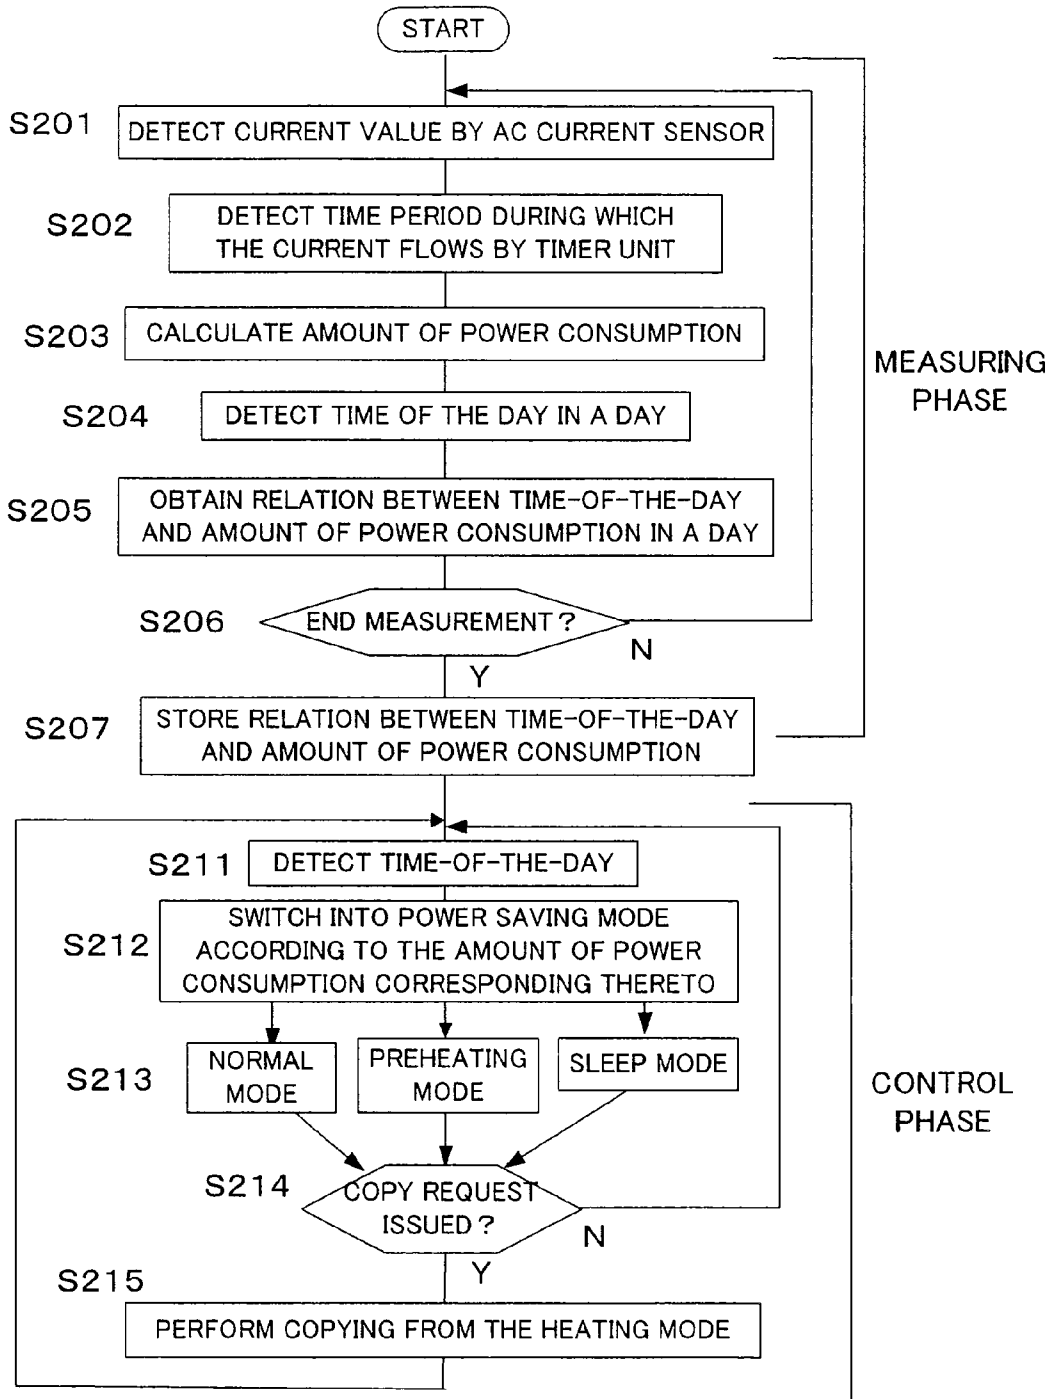 START
S201
DETECT CURRENT VALUE BY AC CURRENT SENSOR
S202
DETECT TIME PERIOD DURING WHICH
THE CURRENT FLOWS BY TIMER UNIT
S203
CALCULATE AMOUNT OF POWER CONSUMPTION
MEASURING
PHASE
S204
DETECT TIME OF THE DAY IN A DAY
S205
OBTAIN RELATION BETWEEN TIME-OF-THE-DAY
AND AMOUNT OF POWER CONSUMPTION IN A DAY
S206
END MEASUREMENT?
N
Y
S207
STORE RELATION BETWEEN TIME-OF-THE-DAY
AND AMOUNT OF POWER CONSUMPTION
S211
DETECT TIME-OF-THE-DAY
S212
SWITCH INTO POWER SAVING MODE
ACCORDING TO THE AMOUNT OF POWER
CONSUMPTION CORRESPONDING THERETO
S213
NORMAL
MODE
PREHEATING
MODE
SLEEP MODE
CONTROL
PHASE
S214
COPY REQUEST
ISSUED?
N
Y
S215
PERFORM COPYING FROM THE HEATING MODE